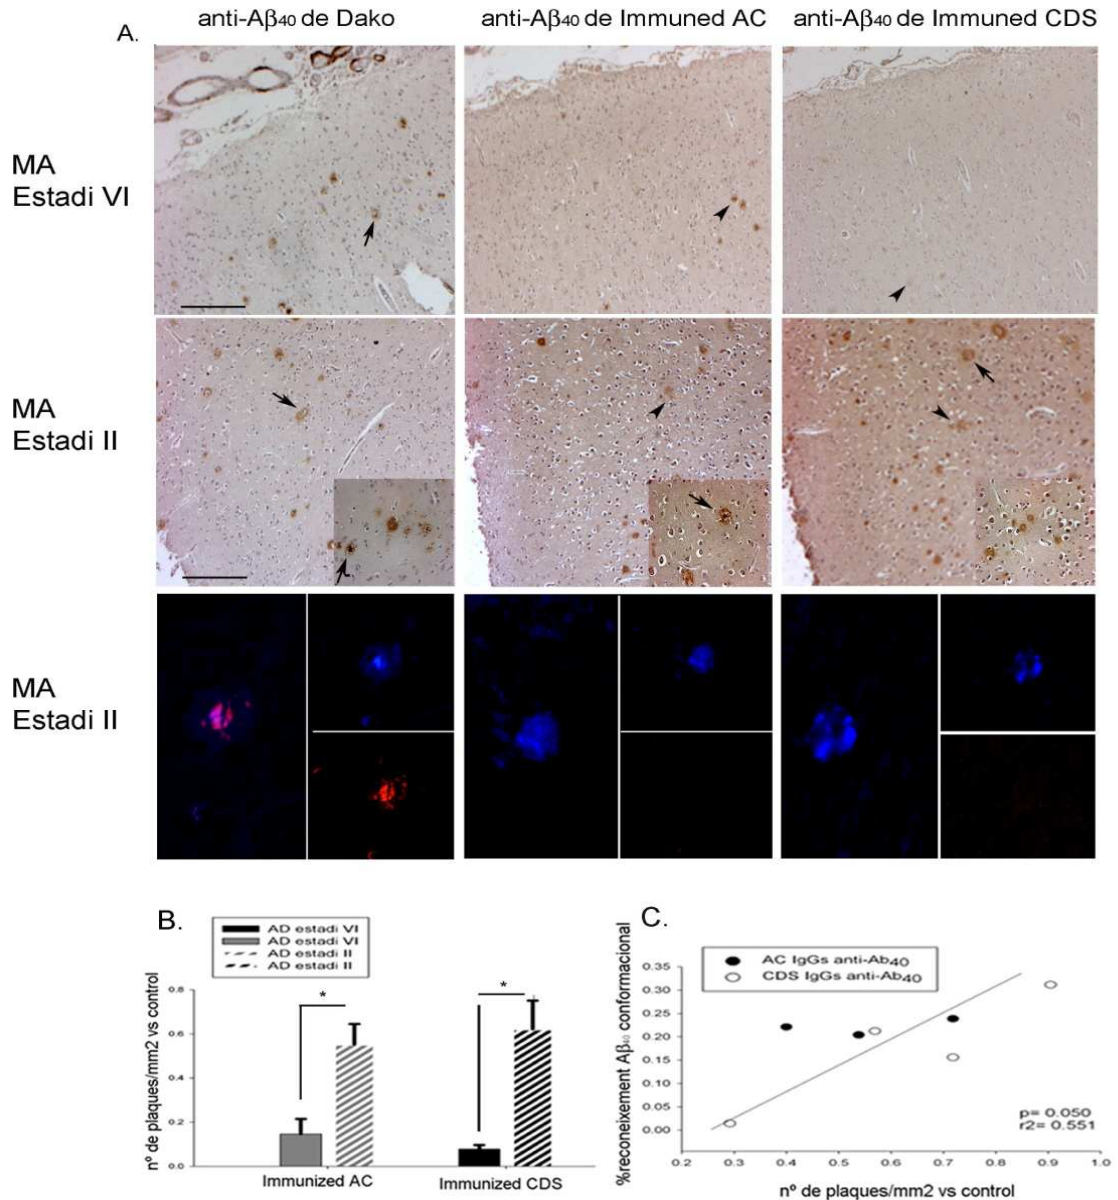 anti-Aβ40 de Dako
anti-Aβ40 de Immuned AC
anti-Aβ40 de Immuned CDS
A.
MA
Estadi VI
MA
Estadi II
MA
Estadi II
B.
AD estadi VI
AD estadi VI
AD estadi II
AD estadi II
nº de plaques/mm2 vs control
0.8
0.6
0.4
0.2
0.0
*
*
Immunized AC
Immunized CDS
C.
AC IgGs anti-Ab40
CDS IgGs anti-Ab40
%reconeixement Aβ40 conformacional
0.35
0.30
0.25
0.20
0.15
0.10
0.05
0.00
p= 0.050
r2= 0.551
0.2 0.3 0.4 0.5 0.6 0.7 0.8 0.9 1.0
nº de plaques/mm2 vs control